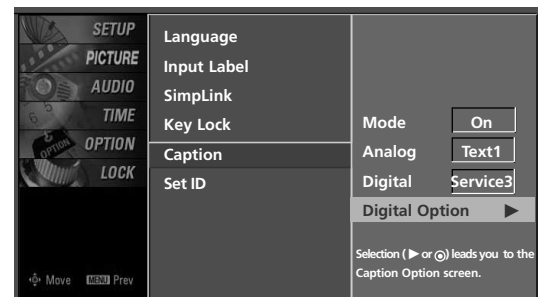 SETUP
PICTURE
AUDIO
TIME
OPTION
LOCK
Move MENU Prev
Language
Input Label
SimpLink
Key Lock
Caption
Set ID
Mode On
Analog Text1
Digital Service3
Digital Option ▶
Selection ( ▶ or ◉) leads you to the
Caption Option screen.